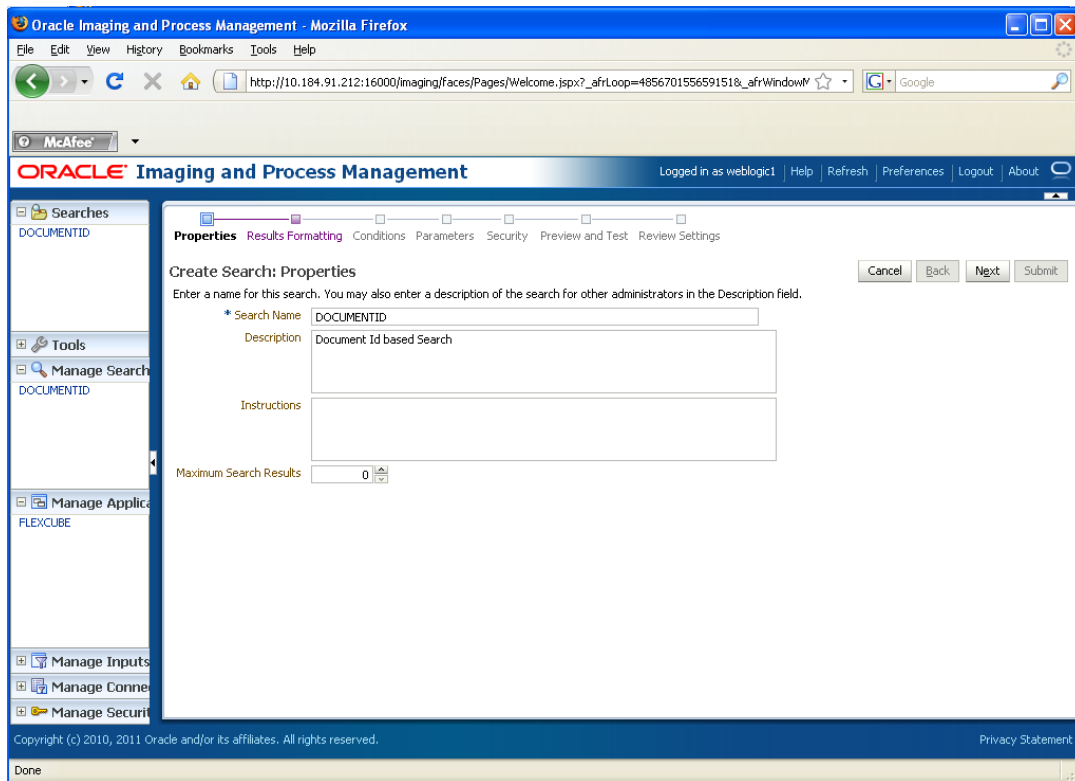 Oracle Imaging and Process Management - Mozilla Firefox
File Edit View History Bookmarks Tools Help
http://10.184.91.212:16000/imaging/faces/Pages/Welcome.jspx?_afrLoop=485670155659151&_afrWindowM
Google
McAfee
ORACLE Imaging and Process Management
Logged in as weblogic1 Help Refresh Preferences Logout About
Searches
DOCUMENTID
Tools
Manage Search
DOCUMENTID
Manage Applica
FLEXCUBE
Manage Inputs
Manage Conne
Manage Securit
Properties Results Formatting Conditions Parameters Security Preview and Test Review Settings
Create Search: Properties
Cancel Back Next Submit
Enter a name for this search. You may also enter a description of the search for other administrators in the Description field.
* Search Name DOCUMENTID
Description Document Id based Search
Instructions
Maximum Search Results 0
Copyright (c) 2010, 2011 Oracle and/or its affiliates. All rights reserved.
Privacy Statement
Done